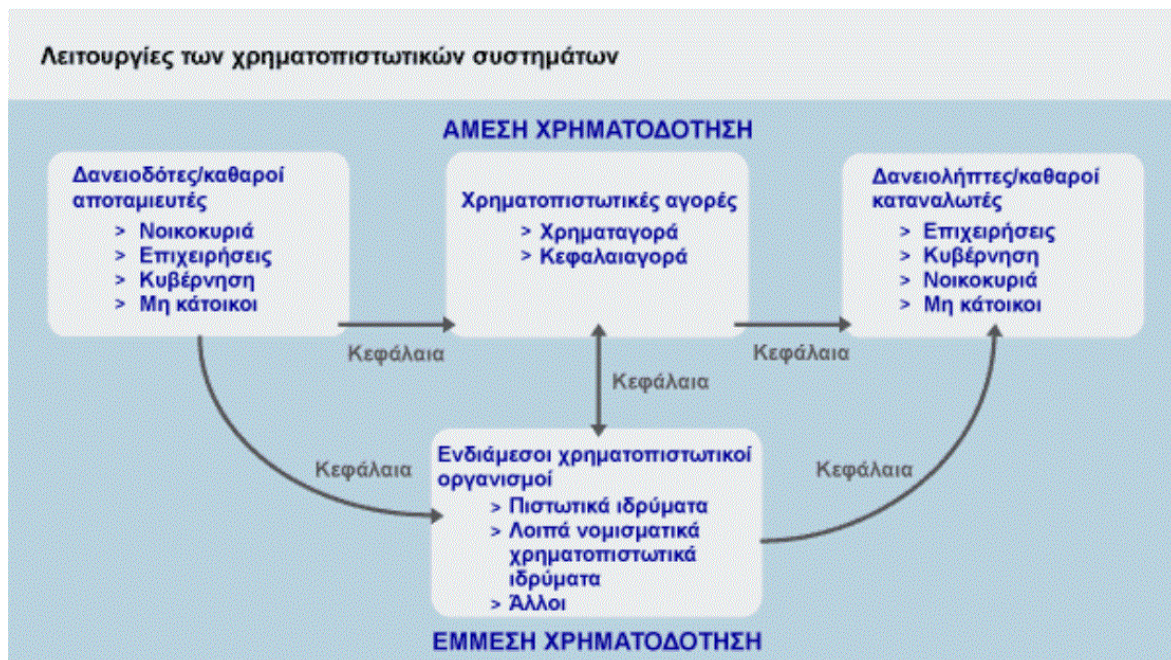 Λειτουργίες των χρηματοπιστωτικών συστημάτων
ΑΜΕΣΗ ΧΡΗΜΑΤΟΔΟΤΗΣΗ
Δανειοδότες/καθαροί
αποταμιευτές
> Νοικοκυριά
> Επιχειρήσεις
> Κυβέρνηση
> Μη κάτοικοι
Χρηματοπιστωτικές αγορές
> Χρηματαγορά
> Κεφαλαιαγορά
Δανειολήπτες/καθαροί
καταναλωτές
> Επιχειρήσεις
> Κυβέρνηση
> Νοικοκυριά
> Μη κάτοικοι
Κεφάλαια
Κεφάλαια
Κεφάλαια
Κεφάλαια
Κεφάλαια
Ενδιάμεσοι χρηματοπιστωτικοί
οργανισμοί
> Πιστωτικά ιδρύματα
> Λοιπά νομισματικά
χρηματοπιστωτικά
ιδρύματα
> Άλλοι
ΕΜΜΕΣΗ ΧΡΗΜΑΤΟΔΟΤΗΣΗ